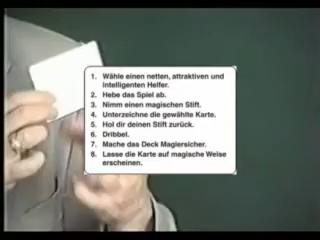 1. Wähle einen netten, attraktiven und
intelligenten Helfer.
2. Hebe das Spiel ab.
3. Nimm einen magischen Stift.
4. Unterzeichne die gewählte Karte.
5. Hol dir deinen Stift zurück.
6. Dribbel.
7. Mache das Deck Magiersicher.
8. Lasse die Karte auf magische Weise
erscheinen.